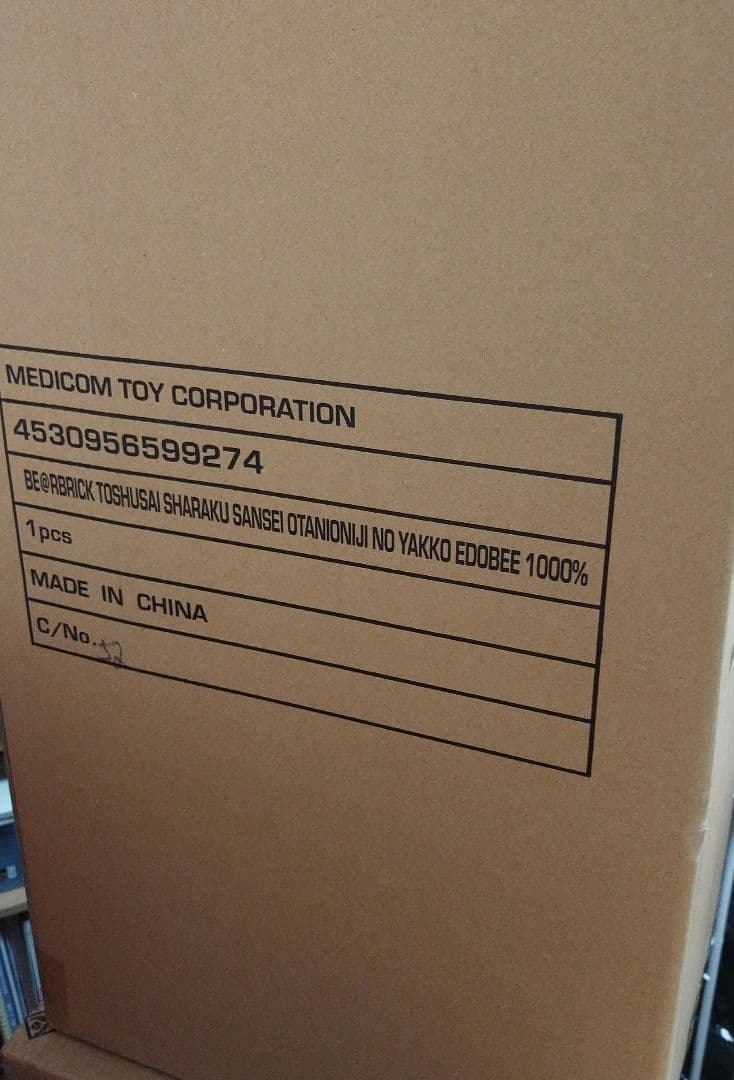 MEDICOM TOY CORPORATION
4530956599274
BE@RBRICK TOSHUSAI SHARAKU SANSEI OTANIONIJI NO YAKKO EDOBEE 1000%
1pcs
MADE IN CHINA
C/No.